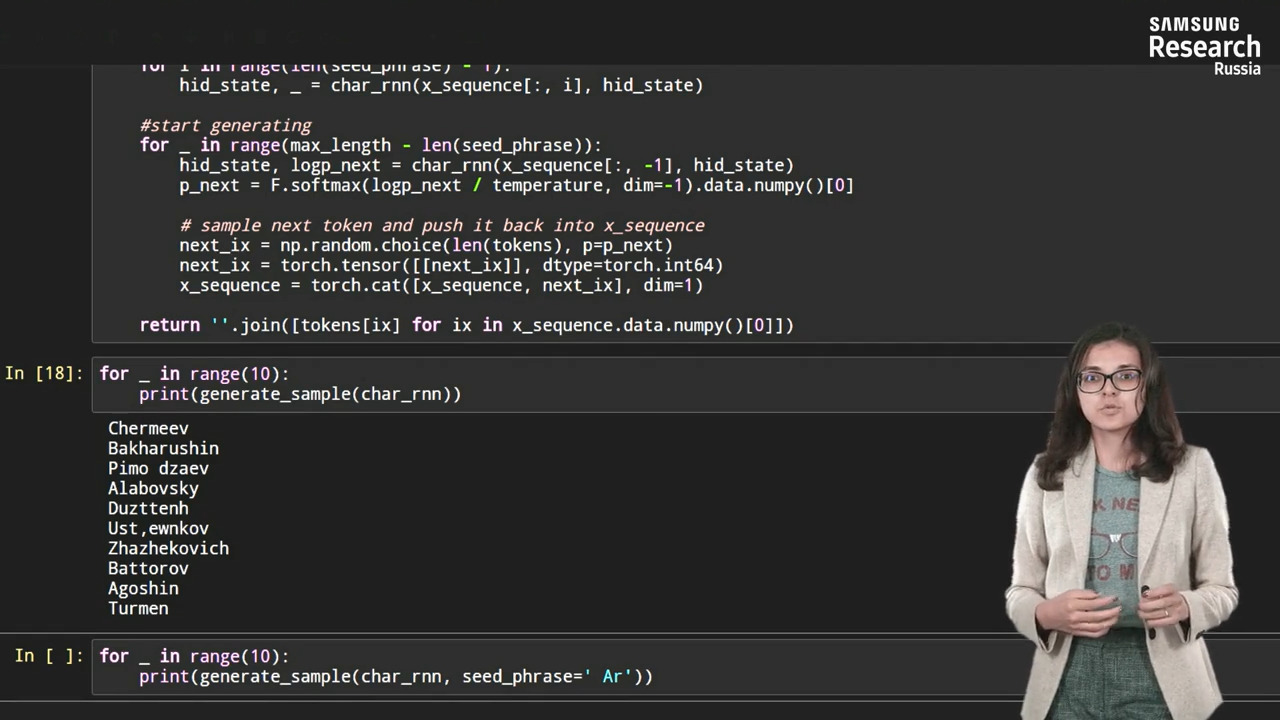 SAMSUNG
Research
Russia
for i in range(len(seed_phrase) - 1):
hid_state, _ = char_rnn(x_sequence[:, i], hid_state)
#start generating
for _ in range(max_length - len(seed_phrase)):
hid_state, logp_next = char_rnn(x_sequence[:, -1], hid_state)
p_next = F.softmax(logp_next / temperature, dim=-1).data.numpy()[0]
# sample next token and push it back into x_sequence
next_ix = np.random.choice(len(tokens), p=p_next)
next_ix = torch.tensor([[next_ix]], dtype=torch.int64)
x_sequence = torch.cat([x_sequence, next_ix], dim=1)
return ''.join([tokens[ix] for ix in x_sequence.data.numpy()[0]])
In [18]: for _ in range(10):
print(generate_sample(char_rnn))
Chermeev
Bakharushin
Pimo dzaev
Alabovsky
Duzttenh
Ust,ewnkov
Zhazhekovich
Battorov
Agoshin
Turmen
In [ ]: for _ in range(10):
print(generate_sample(char_rnn, seed_phrase=' Ar'))